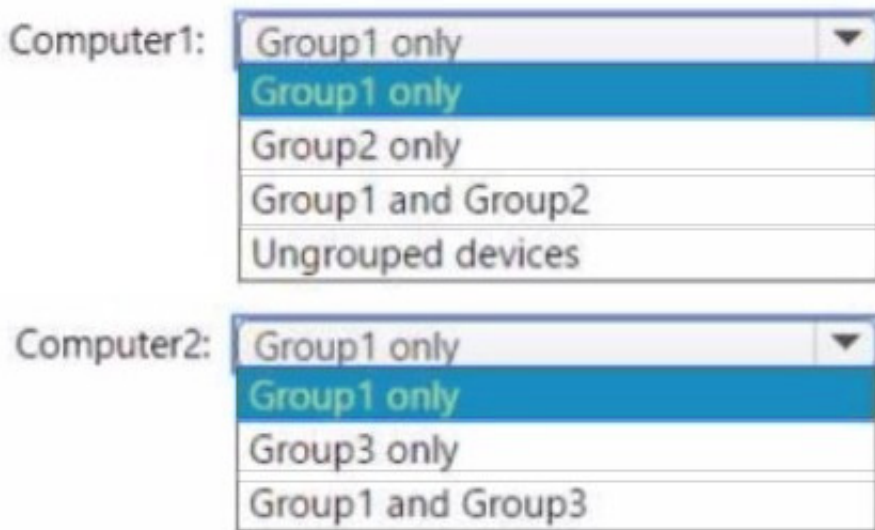 Computer1: Group1 only
Group1 only
Group2 only
Group1 and Group2
Ungrouped devices
Computer2: Group1 only
Group1 only
Group3 only
Group1 and Group3